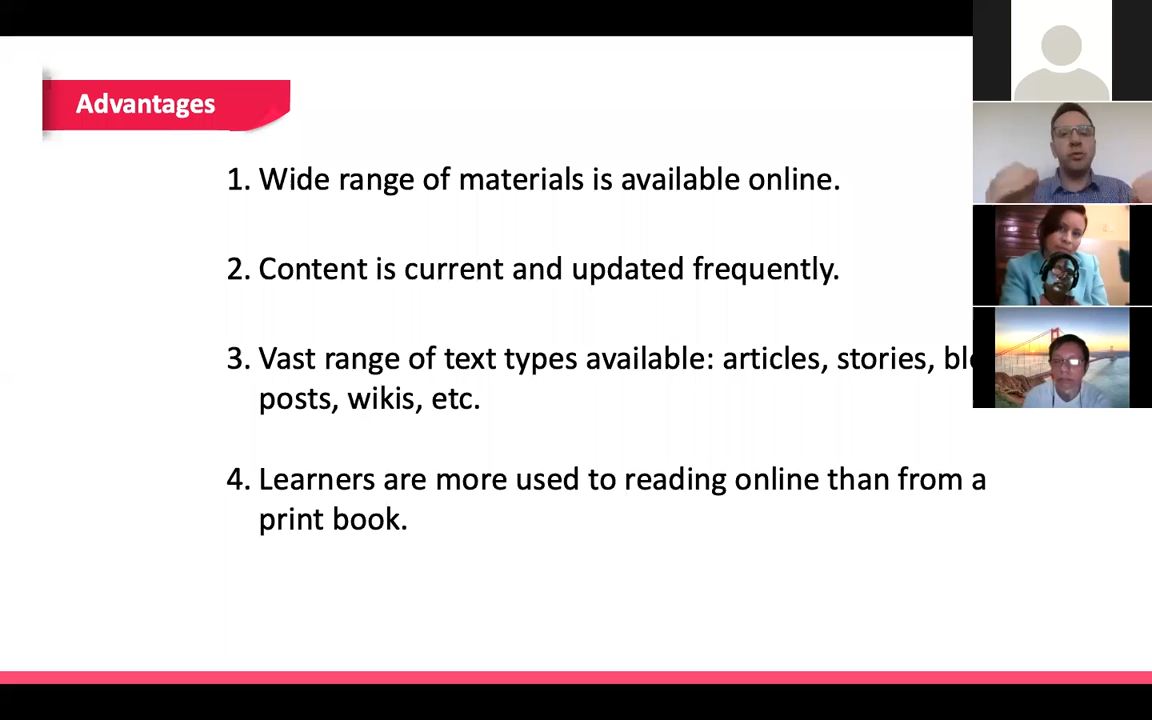 Advantages
1. Wide range of materials is available online.
2. Content is current and updated frequently.
3. Vast range of text types available: articles, stories,
posts, wikis, etc.
4. Learners are more used to reading online than from a
print book.